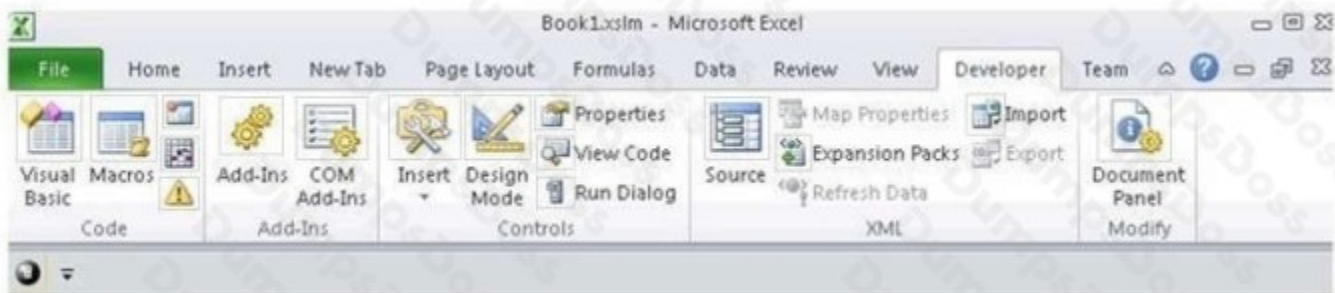 Book1.xslm - Microsoft Excel
File Home Insert New Tab Page Layout Formulas Data Review View Developer Team
Visual Basic
Macros
Add-Ins
COM Add-Ins
Insert
Design Mode
Properties
View Code
Run Dialog
Source
Map Properties
Expansion Packs
Refresh Data
Import
Export
Document Panel
Code Add-Ins Controls XML Modify
DumpsDoss